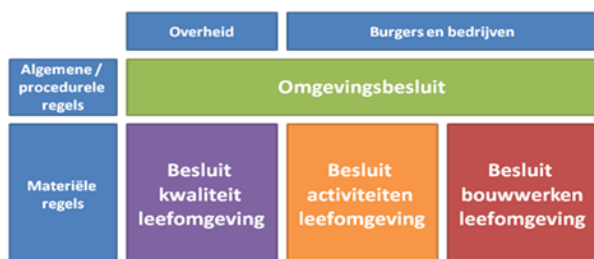 Overheid
Burgers en bedrijven
Algemene /
procedurele
regels
Omgevingsbesluit
Materiële
regels
Besluit
kwaliteit
leefomgeving
Besluit
activiteiten
leefomgeving
Besluit
bouwwerken
leefomgeving